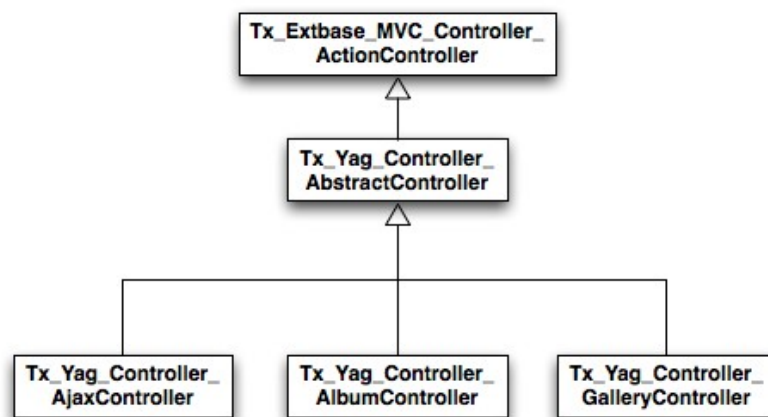 Tx_Extbase_MVC_Controller_
ActionController
Tx_Yag_Controller_
AbstractController
Tx_Yag_Controller_
AjaxController
Tx_Yag_Controller_
AlbumController
Tx_Yag_Controller_
GalleryController